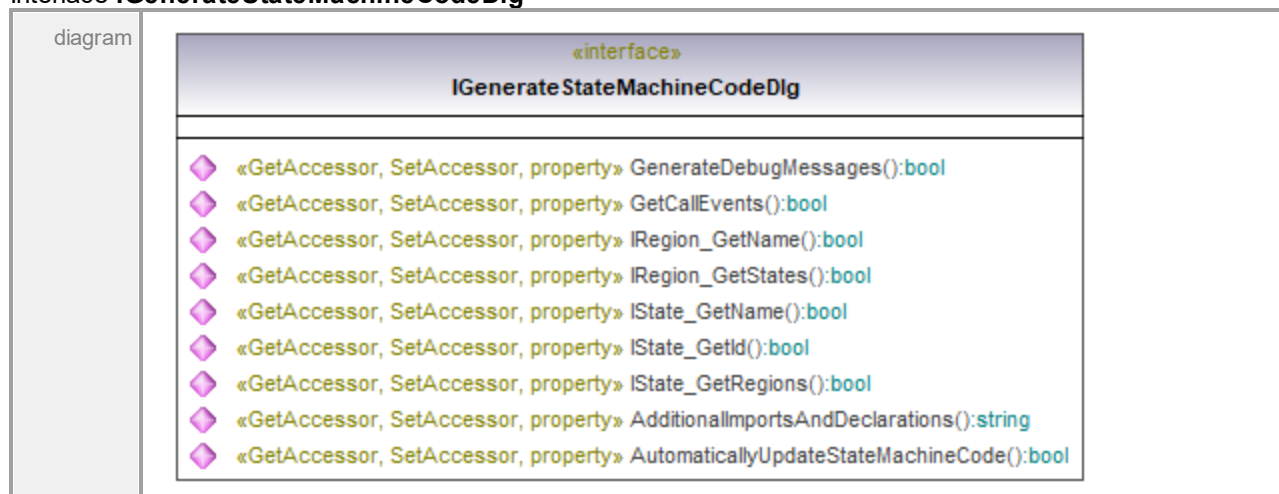 interface IGenerateStateMachineCodeDlg
diagram
«interface»
IGenerateStateMachineCodeDlg
«GetAccessor, SetAccessor, property» GenerateDebugMessages():bool
«GetAccessor, SetAccessor, property» GetCallEvents():bool
«GetAccessor, SetAccessor, property» IRegion_GetName():bool
«GetAccessor, SetAccessor, property» IRegion_GetStates():bool
«GetAccessor, SetAccessor, property» IState_GetName():bool
«GetAccessor, SetAccessor, property» IState_GetId():bool
«GetAccessor, SetAccessor, property» IState_GetRegions():bool
«GetAccessor, SetAccessor, property» AdditionalImportsAndDeclarations():string
«GetAccessor, SetAccessor, property» AutomaticallyUpdateStateMachineCode():bool